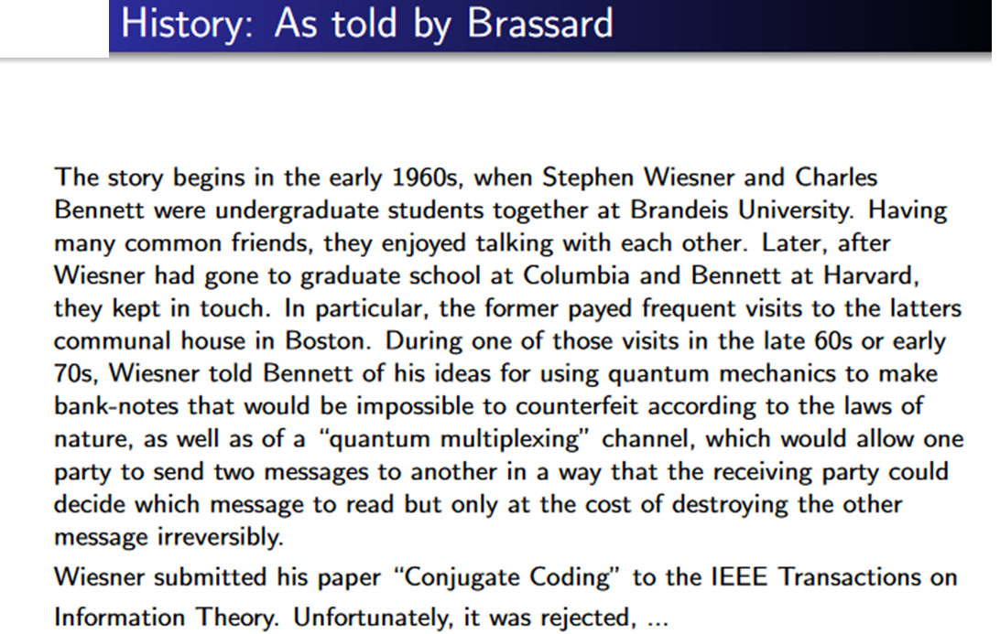 History: As told by Brassard
The story begins in the early 1960s, when Stephen Wiesner and Charles
Bennett were undergraduate students together at Brandeis University. Having
many common friends, they enjoyed talking with each other. Later, after
Wiesner had gone to graduate school at Columbia and Bennett at Harvard,
they kept in touch. In particular, the former payed frequent visits to the latters
communal house in Boston. During one of those visits in the late 60s or early
70s, Wiesner told Bennett of his ideas for using quantum mechanics to make
bank-notes that would be impossible to counterfeit according to the laws of
nature, as well as of a “quantum multiplexing” channel, which would allow one
party to send two messages to another in a way that the receiving party could
decide which message to read but only at the cost of destroying the other
message irreversibly.
Wiesner submitted his paper “Conjugate Coding” to the IEEE Transactions on
Information Theory. Unfortunately, it was rejected, ...